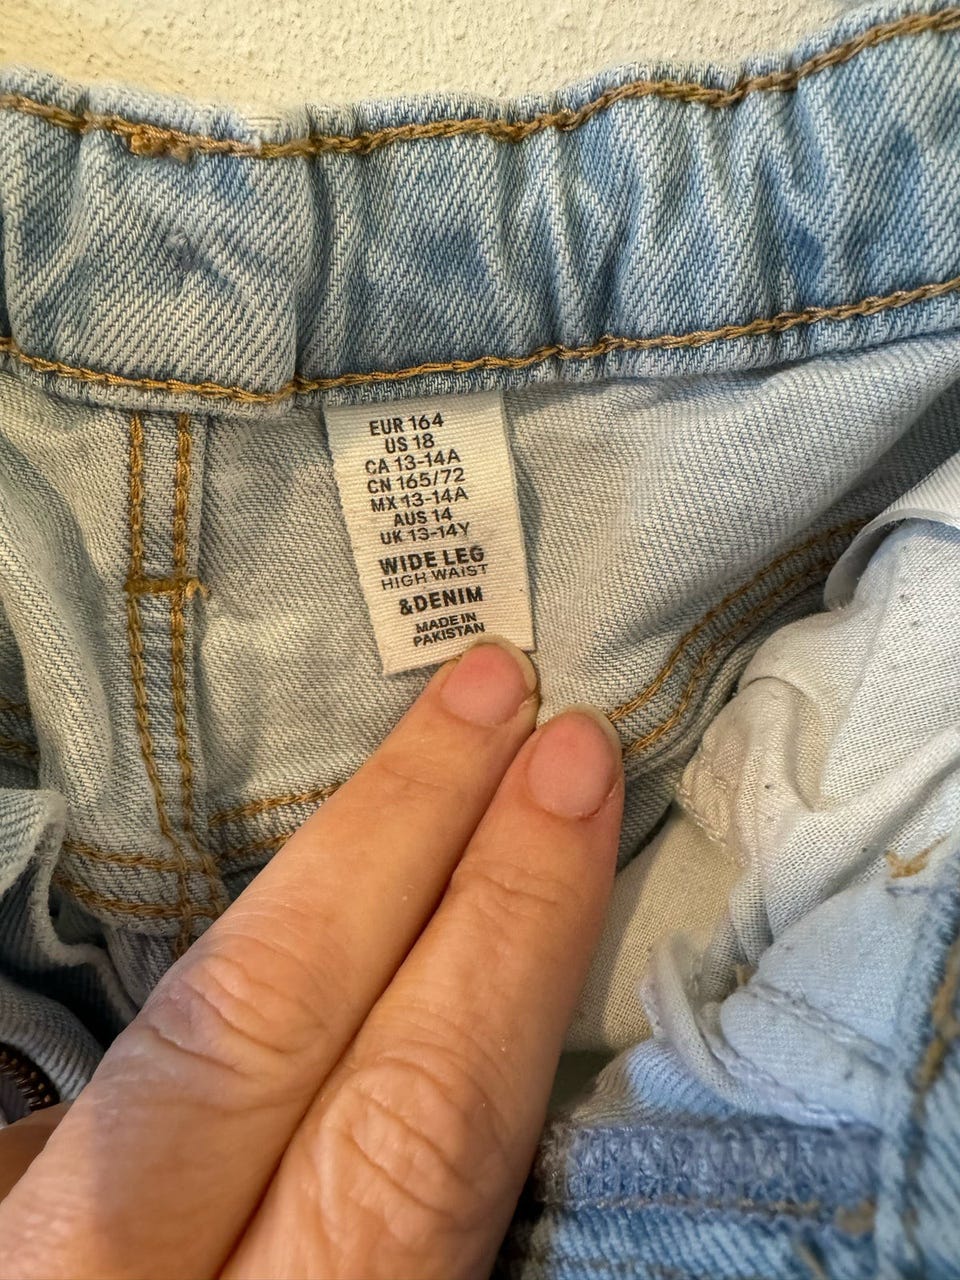 EUR 164
US 18
CA 13-14A
CN 165/72
MX 13-14A
AUS 14
UK 13-14Y
WIDE LEG
HIGH WAIST
&DENIM
MADE IN
PAKISTAN